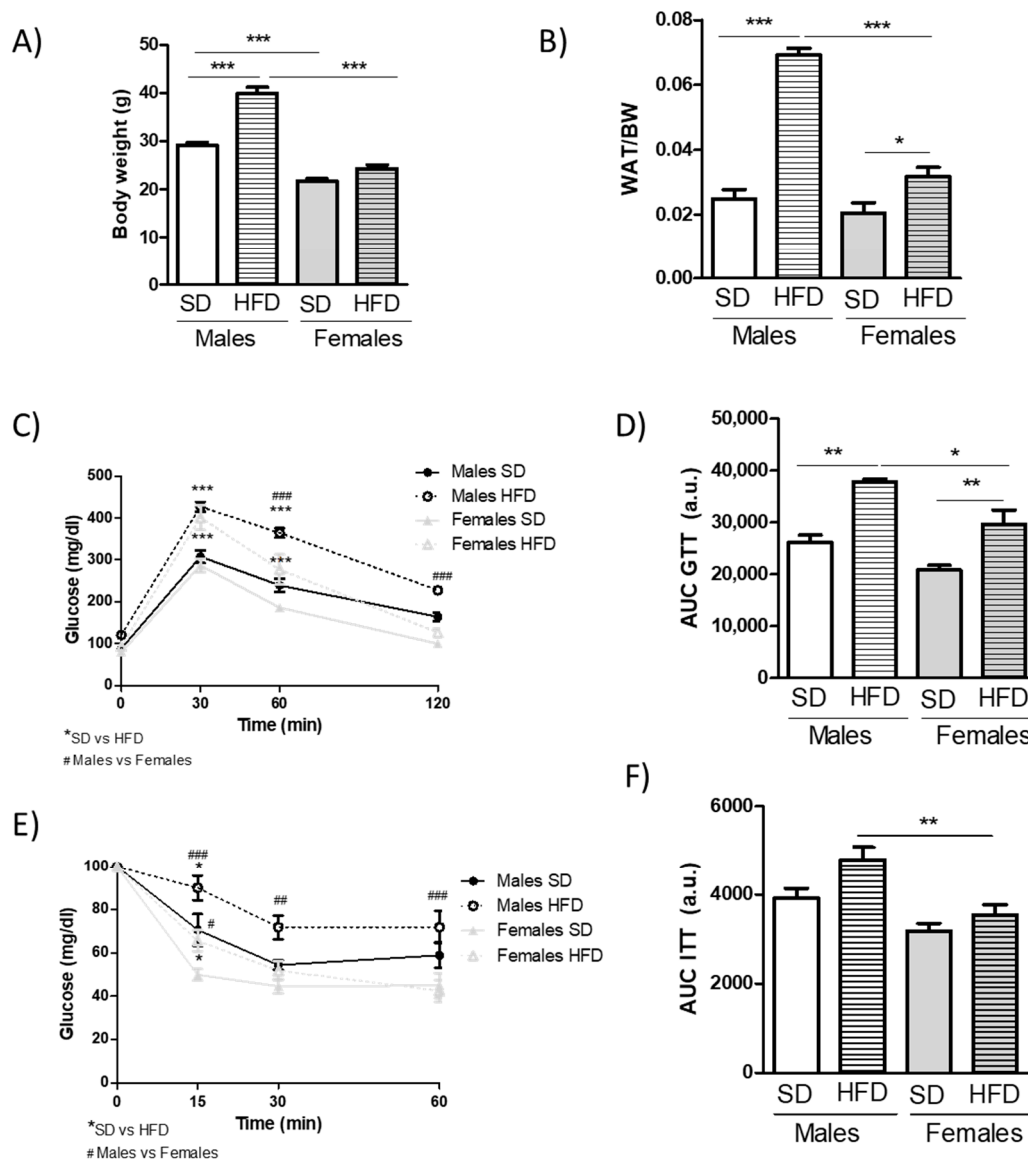 A)
Body weight (g)
50
40
30
20
10
0
***
*** ***
SD HFD SD HFD
Males Females
B)
WAT/BW
0.08
0.06
0.04
0.02
0.00
*** ***
*
SD HFD SD HFD
Males Females
C)
Glucose (mg/dl)
500
400
300
200
100
0
***
***
###
***
***
###
0 30 60 120
Time (min)
Males SD
Males HFD
Females SD
Females HFD
*SD vs HFD
# Males vs Females
D)
AUC GTT (a.u.)
50,000
40,000
30,000
20,000
10,000
0
** *
**
SD HFD SD HFD
Males Females
E)
Glucose (mg/dl)
100
80
60
40
20
0
###
*
#
*
##
###
0 15 30 60
Time (min)
Males SD
Males HFD
Females SD
Females HFD
*SD vs HFD
# Males vs Females
F)
AUC ITT (a.u.)
6000
4000
2000
0
**
SD HFD SD HFD
Males Females